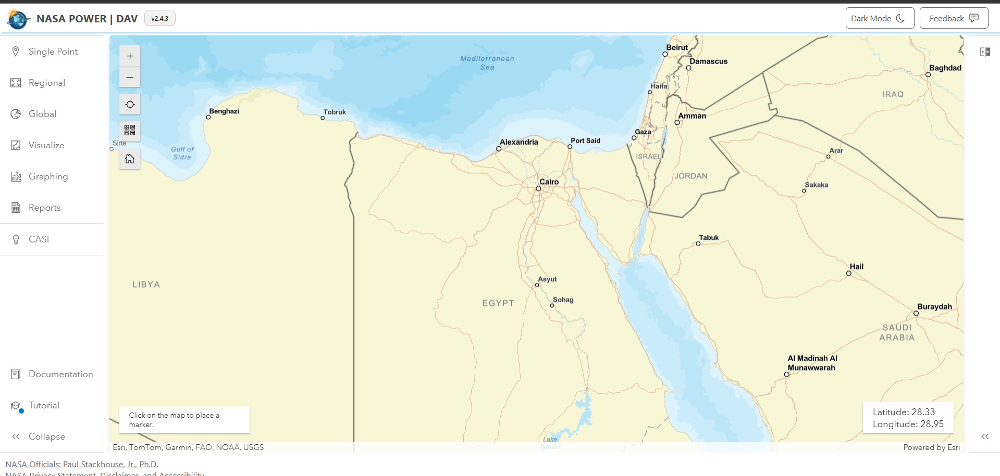 NASA POWER | DAV
v2.4.3
Dark Mode
Feedback
Single Point
Regional
Global
Visualize
Graphing
Reports
CASI
Documentation
Tutorial
Collapse
Mediterranean
Sea
Beirut
Damascus
Baghdad
Haifa
IRAQ
Benghazi
Tobruk
Amman
Gaza
Sirte
Gulf of
Sidra
Alexandria
Port Said
ISRAEL
Arar
JORDAN
Cairo
Sakaka
Tabuk
Hail
LIBYA
Asyut
EGYPT
Sohag
Buraydah
SAUDI
ARABIA
Al Madinah Al
Munawwarah
Lake
Nasser
Click on the map to place a
marker.
Latitude: 28.33
Longitude: 28.95
Esri, TomTom, Garmin, FAO, NOAA, USGS
Powered by Esri
NASA Officials: Paul Stackhouse, Jr., Ph.D.
NASA Privacy Statement, Disclaimer, and Accessibility